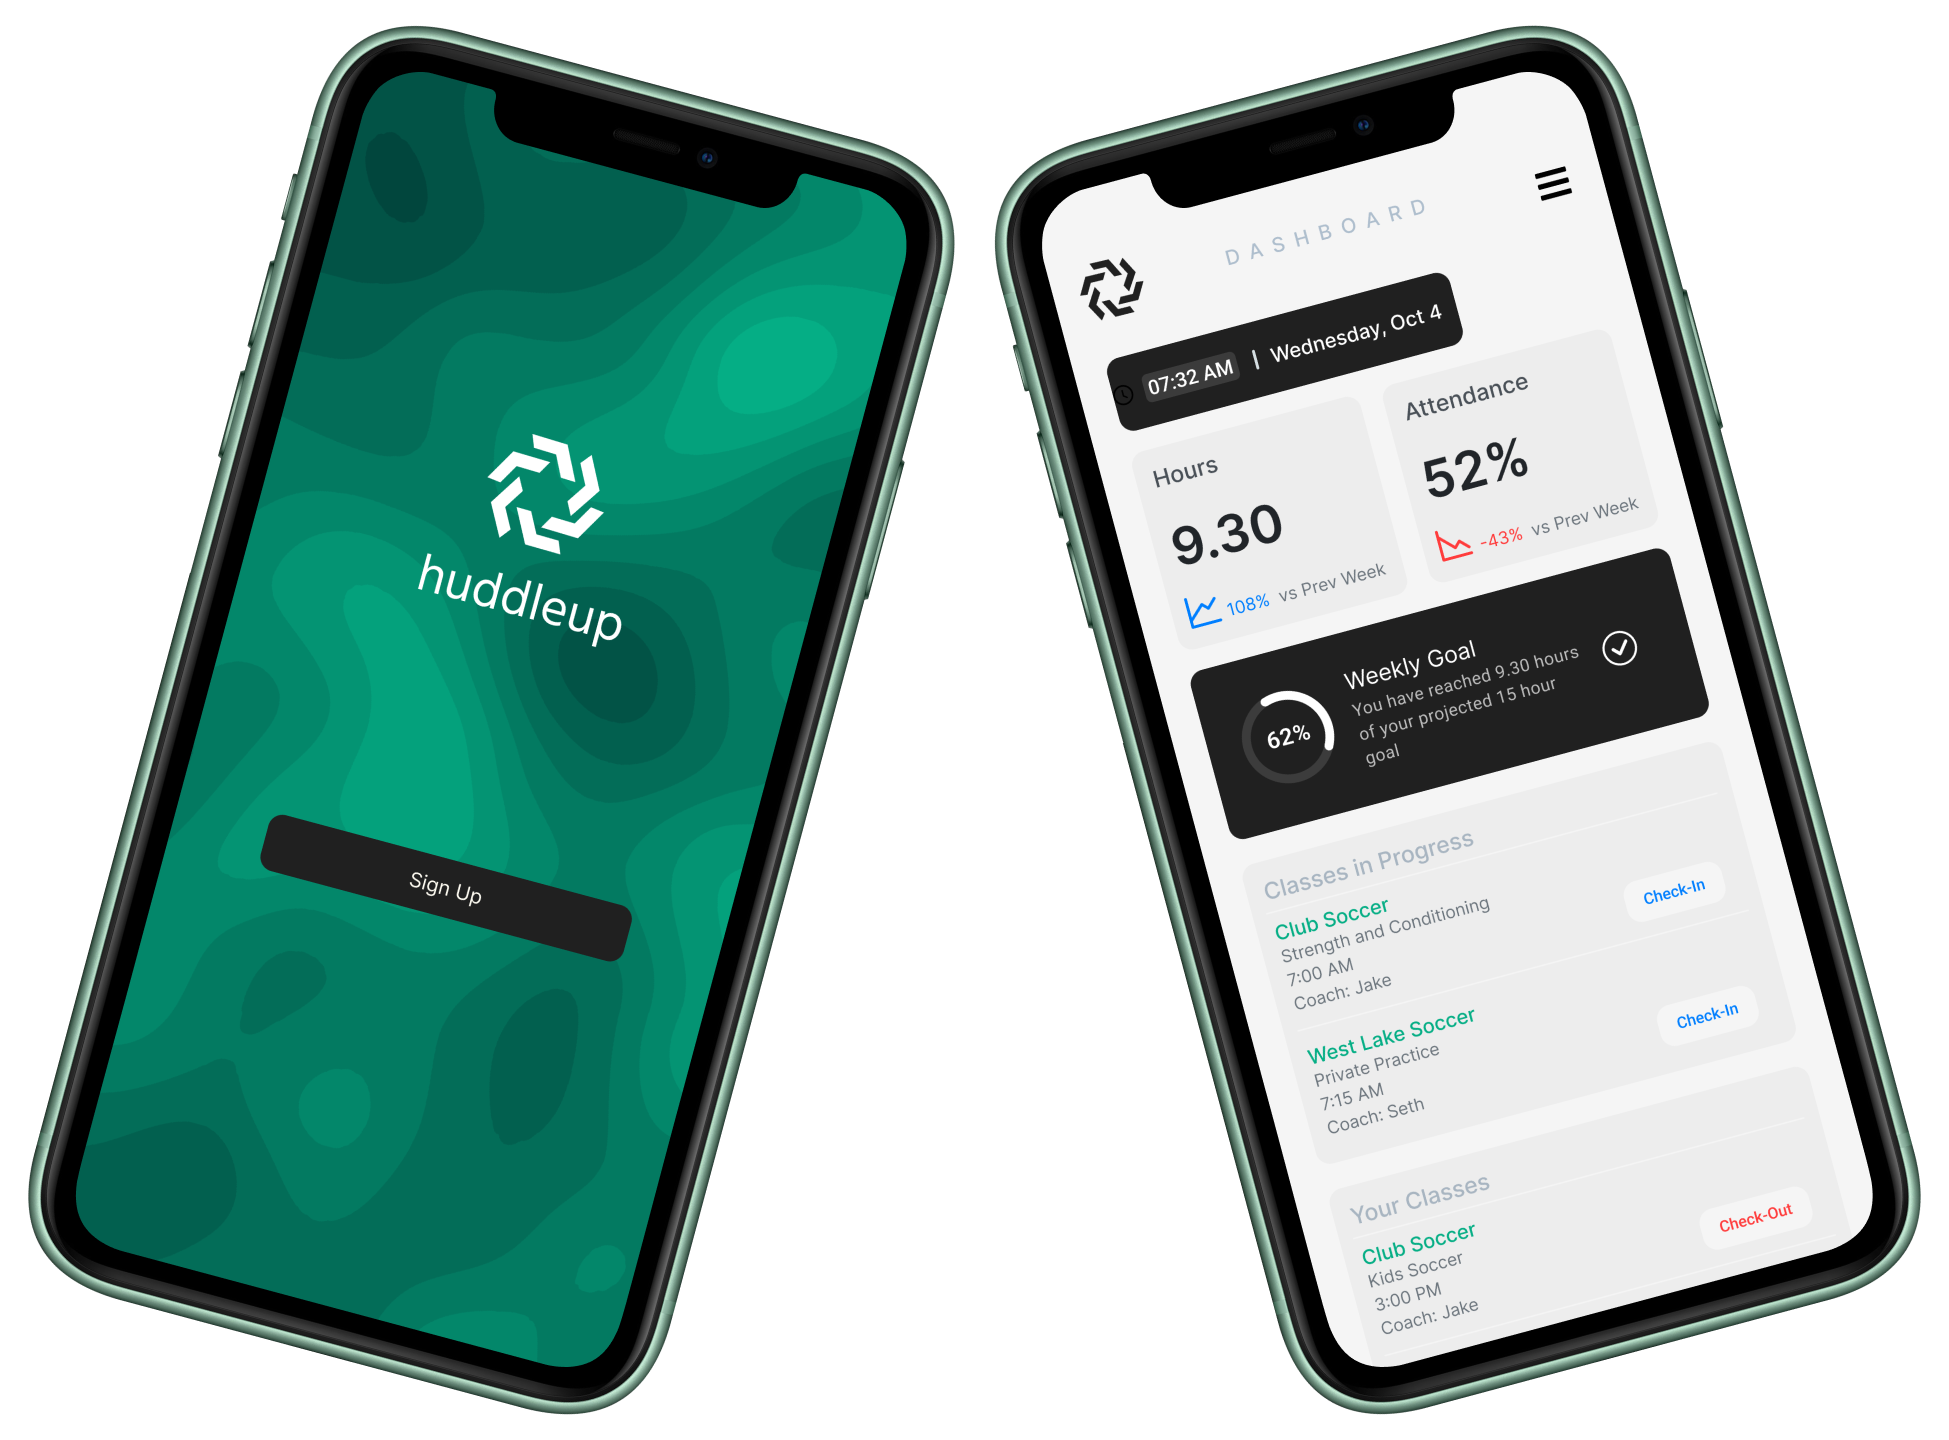 huddleup
Sign Up
DASHBOARD
07:32 AM | Wednesday, Oct 4
Hours
9.30
108% vs Prev Week
Attendance
52%
-43% vs Prev Week
62%
Weekly Goal
You have reached 9.30 hours
of your projected 15 hour
goal
Classes in Progress
Club Soccer
Strength and Conditioning
7:00 AM
Coach: Jake
Check-In
West Lake Soccer
Private Practice
7:15 AM
Coach: Seth
Check-In
Your Classes
Club Soccer
Kids Soccer
3:00 PM
Coach: Jake
Check-Out